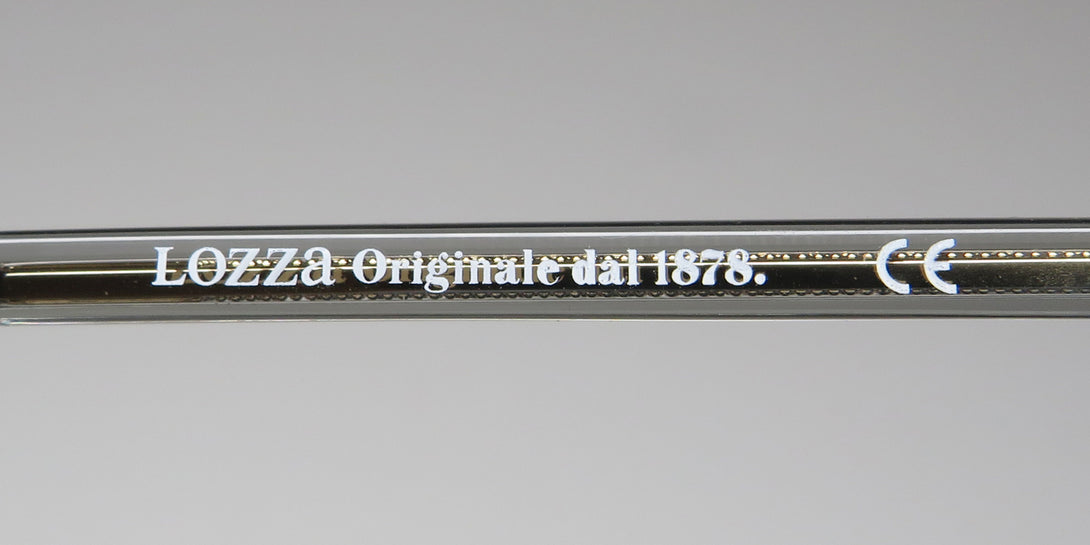 LOZZa Originale dal 1878. CE